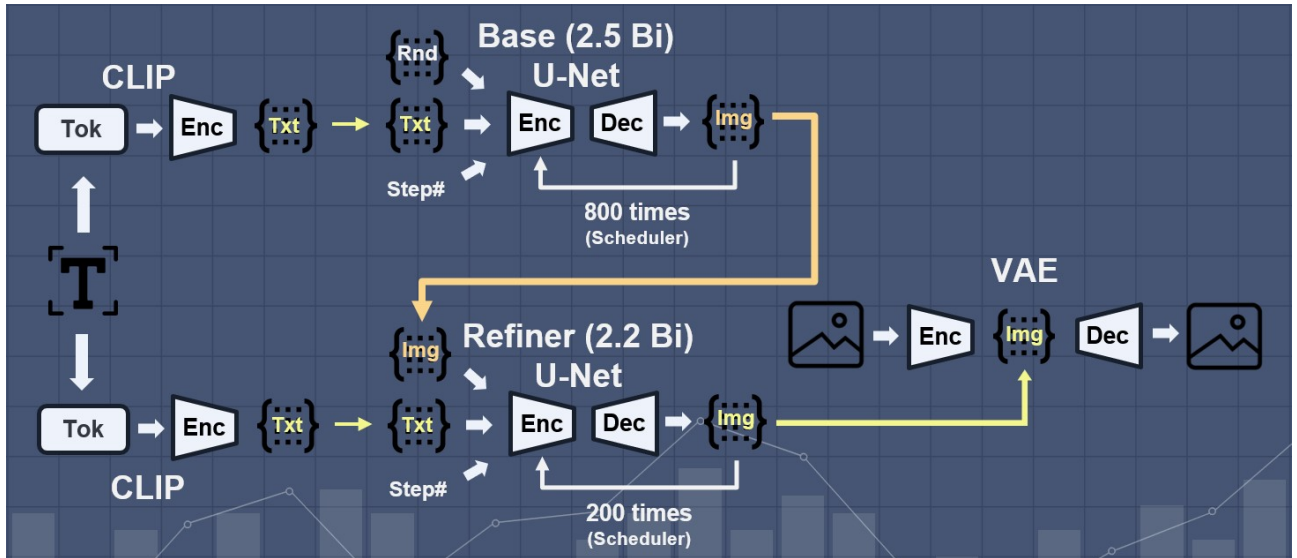 Base (2.5 Bi)
U-Net
CLIP
Rnd
Tok
Enc
Txt
Txt
Enc
Dec
Img
Step#
800 times
(Scheduler)
T
VAE
Refiner (2.2 Bi)
U-Net
Img
Enc
Img
Dec
Tok
Enc
Txt
Txt
Enc
Dec
Img
CLIP
Step#
200 times
(Scheduler)